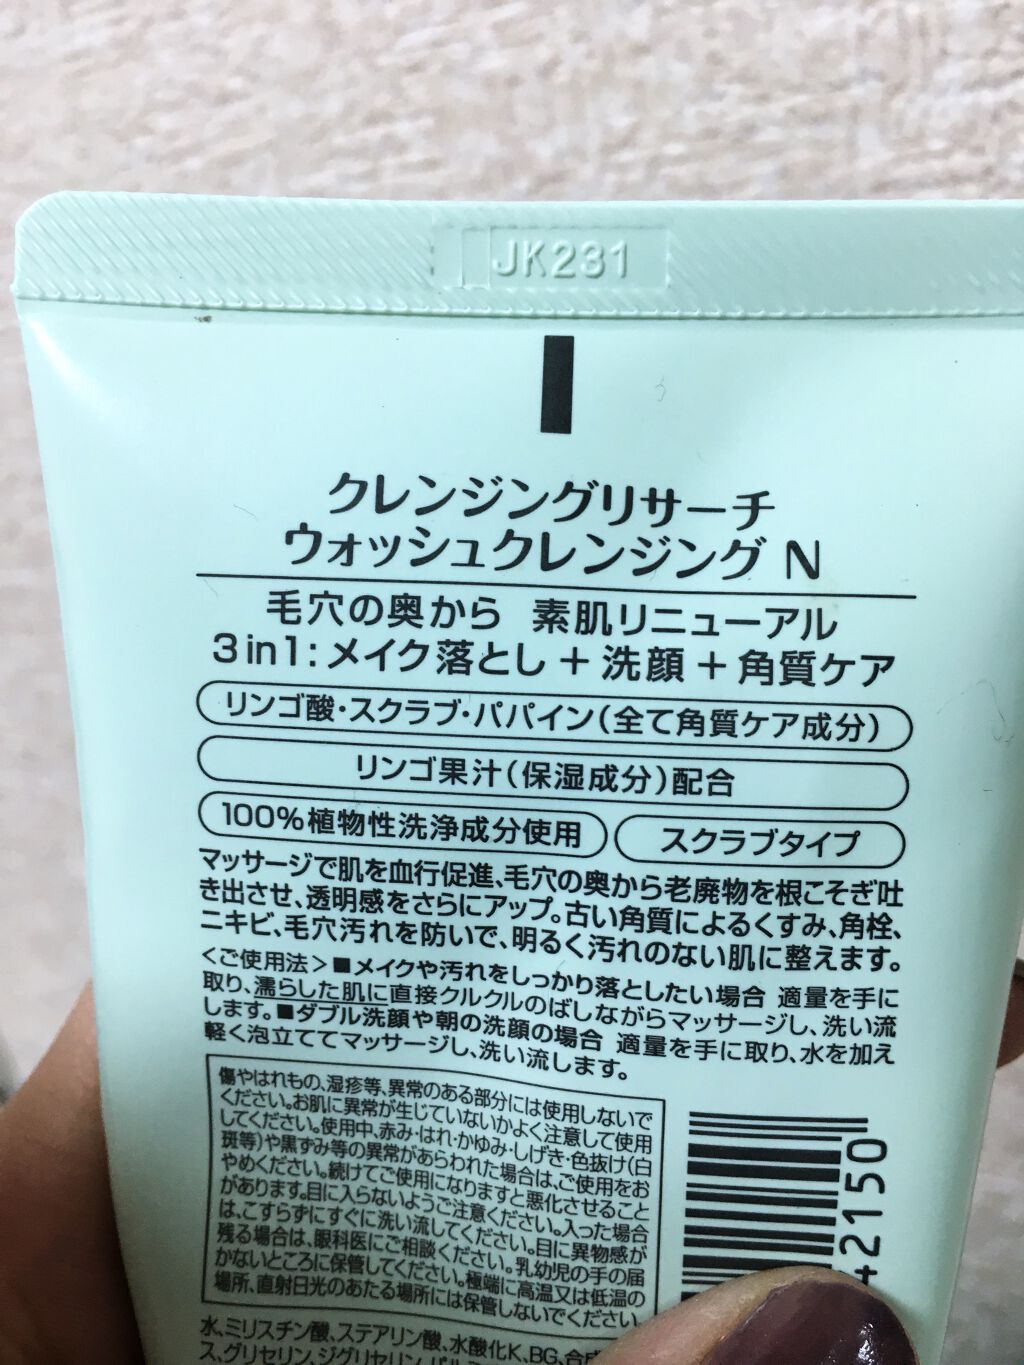 JK231
クレンジングリサーチ
ウォッシュクレンジング N
毛穴の奥から 素肌リニューアル
3in1:メイク落とし+洗顔+角質ケア
リンゴ酸・スクラブ・パパイン(全て角質ケア成分)
リンゴ果汁(保湿成分)配合
100%植物性洗浄成分使用 スクラブタイプ
マッサージで肌を血行促進、毛穴の奥から老廃物を根こそぎ吐
き出させ、透明感をさらにアップ。古い角質によるくすみ、角栓、
ニキビ、毛穴汚れを防いで、明るく汚れのない肌に整えます。
<ご使用法>■メイクや汚れをしっかり落としたい場合 適量を手に
取り、濡らした肌に直接クルクルのばしながらマッサージし、洗い流
します。■ダブル洗顔や朝の洗顔の場合 適量を手に取り、水を加え
軽く泡立ててマッサージし、洗い流します。
傷やはれもの、湿疹等、異常のある部分には使用しないで
ください。お肌に異常が生じていないかよく注意して使用
してください。使用中、赤み・はれ・かゆみ・しげき・色抜け(白
斑等)や黒ずみ等の異常があらわれた場合は、ご使用をお
やめください。続けてご使用になりますと悪化させること
があります。目に入らないようご注意ください。入った場合
は、こすらずにすぐに洗い流してください。目に異物感が
残る場合は、眼科医にご相談ください。乳幼児の手の届
かないところに保管してください。極端に高温又は低温の
場所、直射日光のあたる場所には保管しないでください。
42150
水、ミリスチン酸、ステアリン酸、水酸化K、BG、合成
ス、グリセリン、ジグリセリン、パル